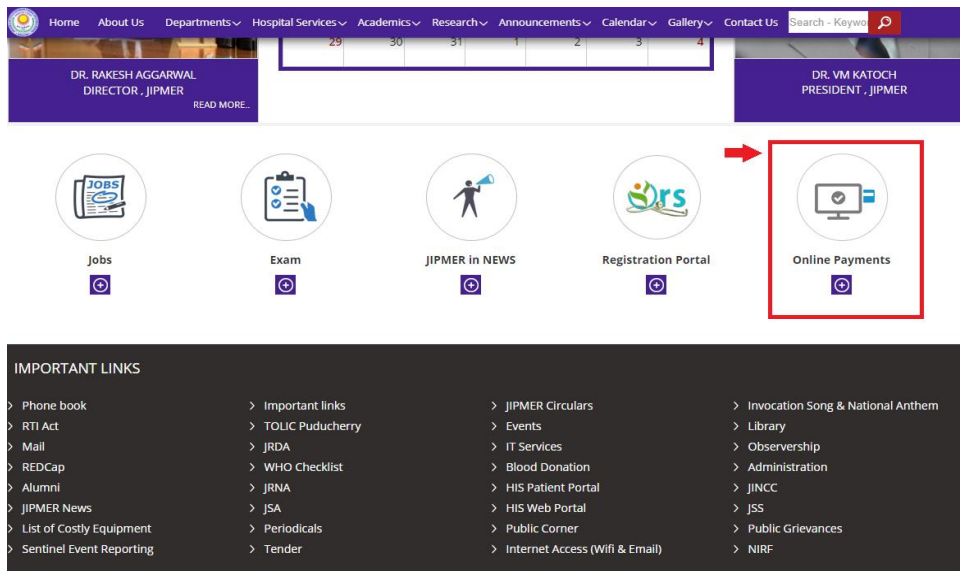 Home About Us Departments Hospital Services Academics Research Announcements Calendar Gallery Contact Us Search - Keywo
29 30 31 1 2 3 4
DR. RAKESH AGGARWAL
DIRECTOR , JIPMER
READ MORE..
DR. VM KATOCH
PRESIDENT , JIPMER
JOBS
Ors
Jobs
Exam
JIPMER in NEWS
Registration Portal
Online Payments
IMPORTANT LINKS
> Phone book
> RTI Act
> Mail
> REDCap
> Alumni
> JIPMER News
> List of Costly Equipment
> Sentinel Event Reporting
> Important links
> TOLIC Puducherry
> JRDA
> WHO Checklist
> JRNA
> JSA
> Periodicals
> Tender
> JIPMER Circulars
> Events
> IT Services
> Blood Donation
> HIS Patient Portal
> HIS Web Portal
> Public Corner
> Internet Access (Wifi & Email)
> Invocation Song & National Anthem
> Library
> Observership
> Administration
> JINCC
> JSS
> Public Grievances
> NIRF